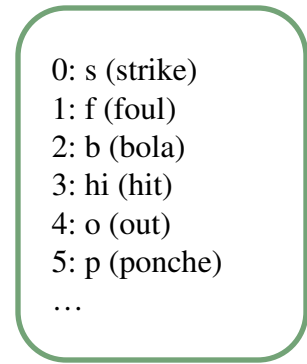 0: s (strike)
1: f (foul)
2: b (bola)
3: hi (hit)
4: o (out)
5: p (ponche)
…